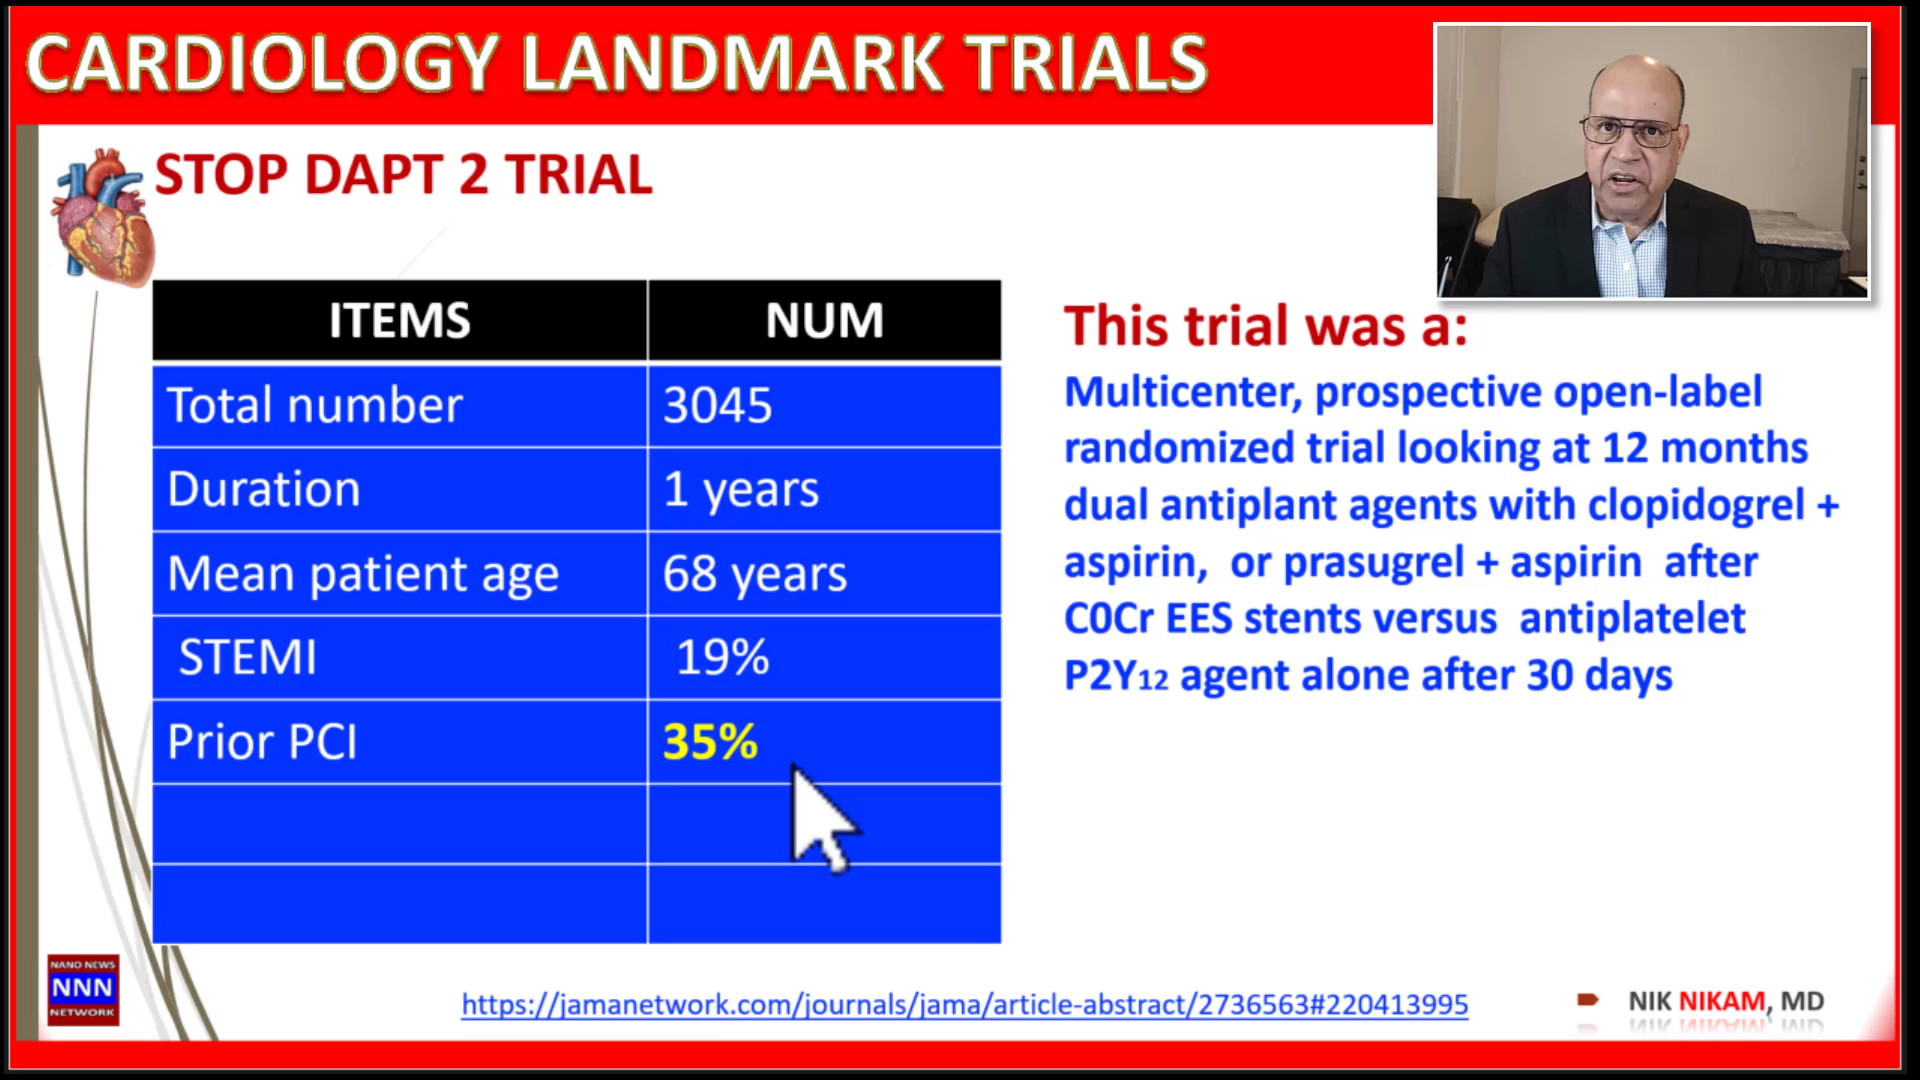 CARDIOLOGY LANDMARK TRIALS
STOP DAPT 2 TRIAL
ITEMS NUM
Total number 3045
Duration 1 years
Mean patient age 68 years
STEMI 19%
Prior PCI 35%
This trial was a:
Multicenter, prospective open-label
randomized trial looking at 12 months
dual antiplant agents with clopidogrel +
aspirin, or prasugrel + aspirin after
C0Cr EES stents versus antiplatelet
P2Y12 agent alone after 30 days
NANO NEWS
NNN
NETWORK
https://jamanetwork.com/journals/jama/article-abstract/2736563#220413995
NIK NIKAM, MD